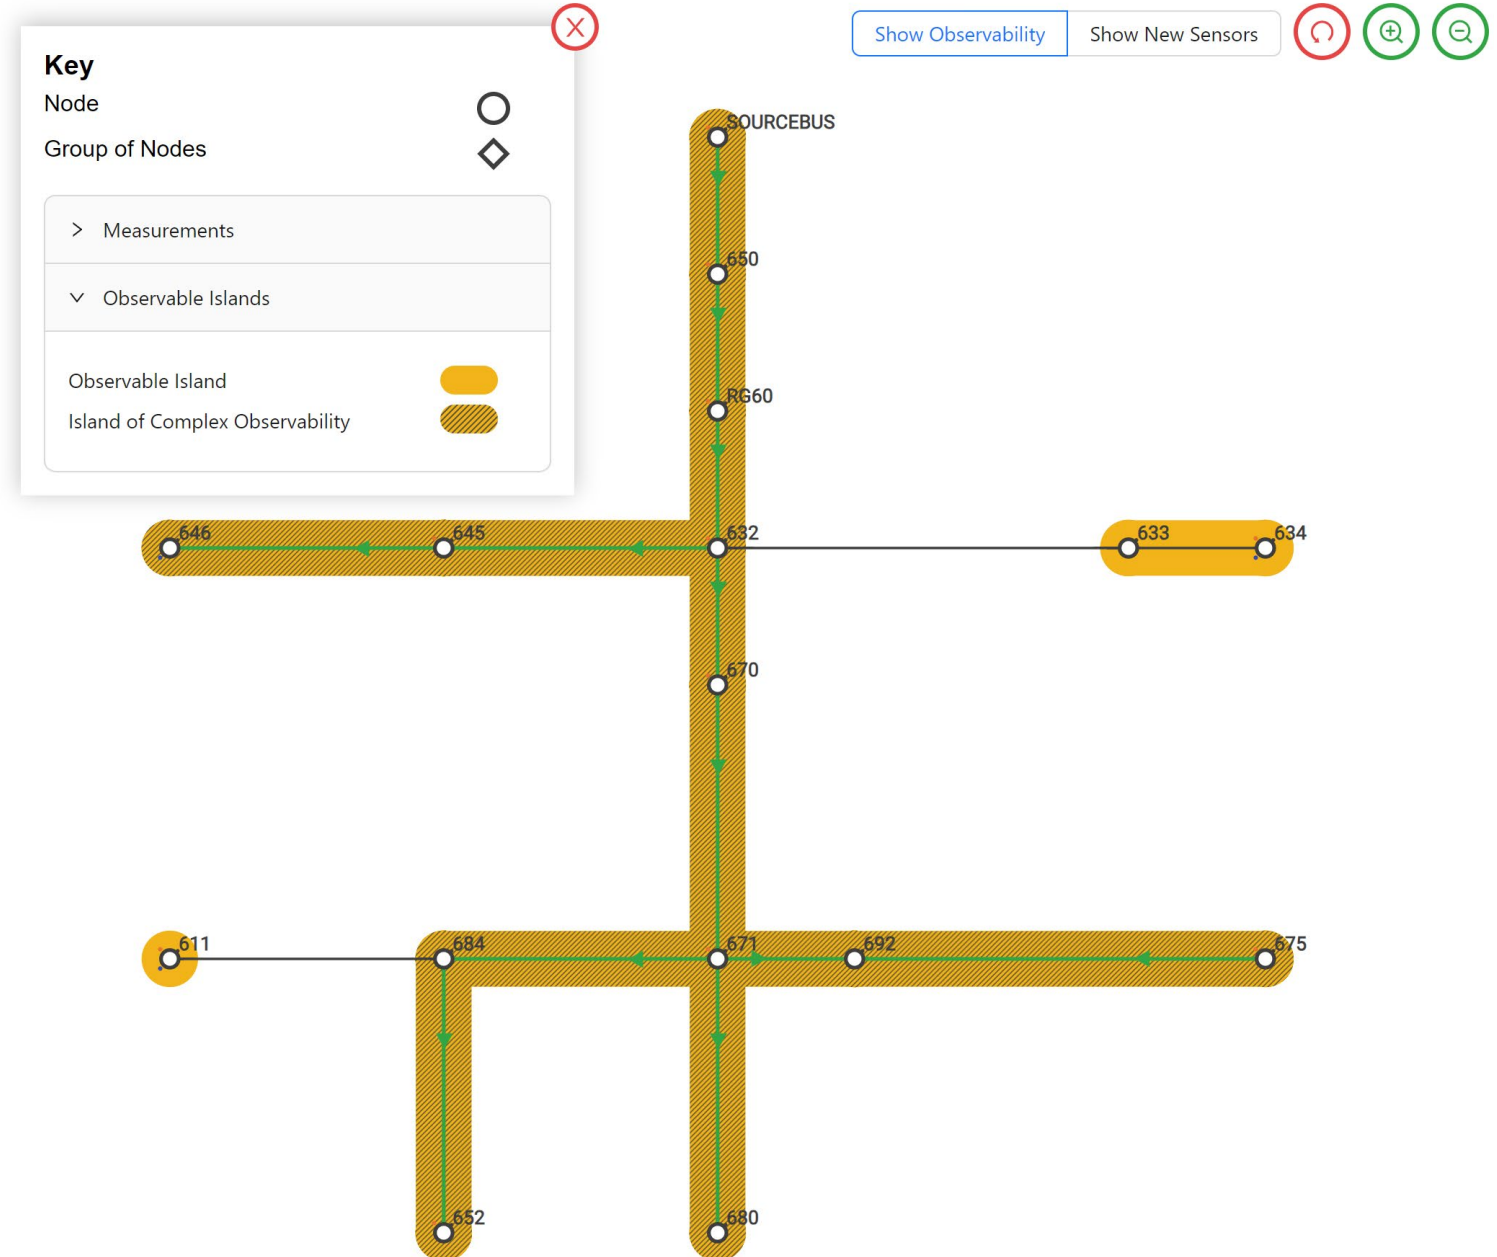 Show Observability
Show New Sensors
Key
Node
Group of Nodes
Measurements
Observable Islands
Observable Island
Island of Complex Observability
SOURCEBUS
650
RG60
646
645
632
633
634
670
611
684
671
692
675
652
680